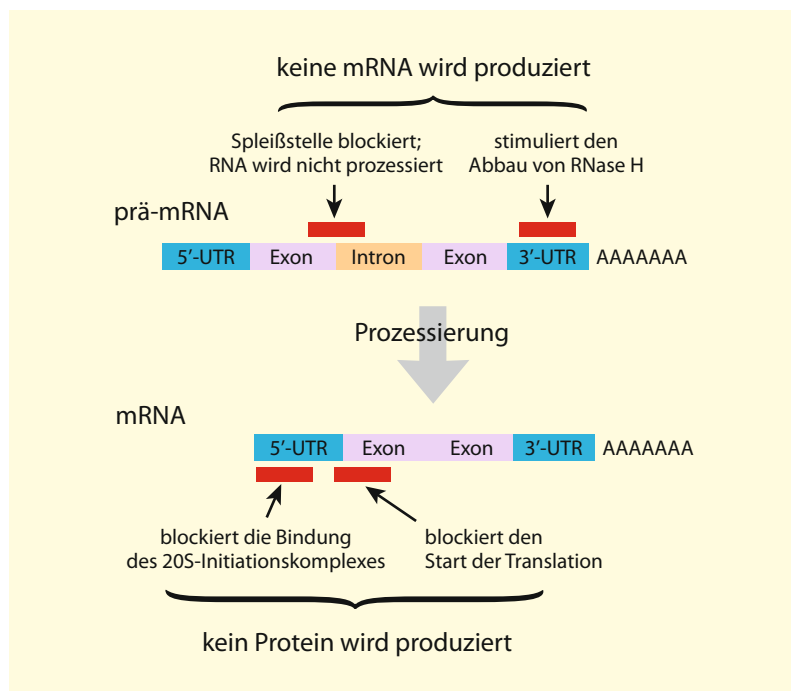 keine mRNA wird produziert
Spleißstelle blockiert;
RNA wird nicht prozessiert
stimuliert den
Abbau von RNase H
prä-mRNA
5′-UTR Exon Intron Exon 3′-UTR AAAAAAA
Prozessierung
mRNA
5′-UTR Exon Exon 3′-UTR AAAAAAA
blockiert die Bindung
des 20S-Initiationskomplexes
blockiert den
Start der Translation
kein Protein wird produziert